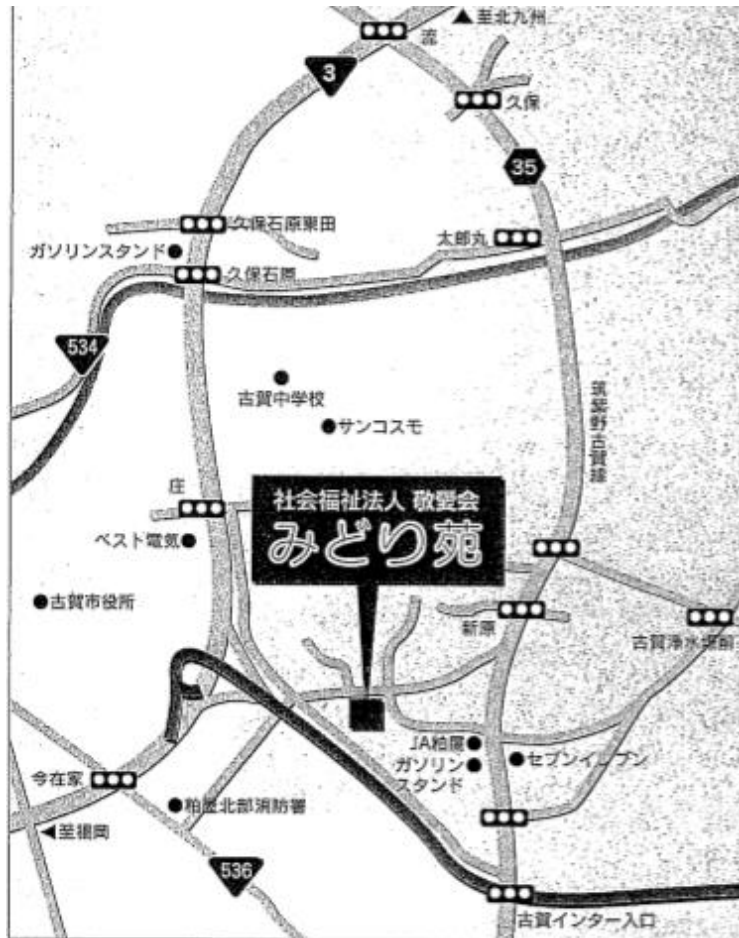 ▲至北九州
流
3
久保
35
久保石原東田
太郎丸
ガソリンスタンド
久保石原
534
古賀中学校
サンコスモ
筑紫野古賀線
庄
社会福祉法人 敬愛会
みどり苑
ベスト電気
古賀市役所
新原
古賀浄水場前
JA粕屋
ガソリン
スタンド
セブンイレブン
今在家
粕屋北部消防署
◀至福岡
536
古賀インター入口